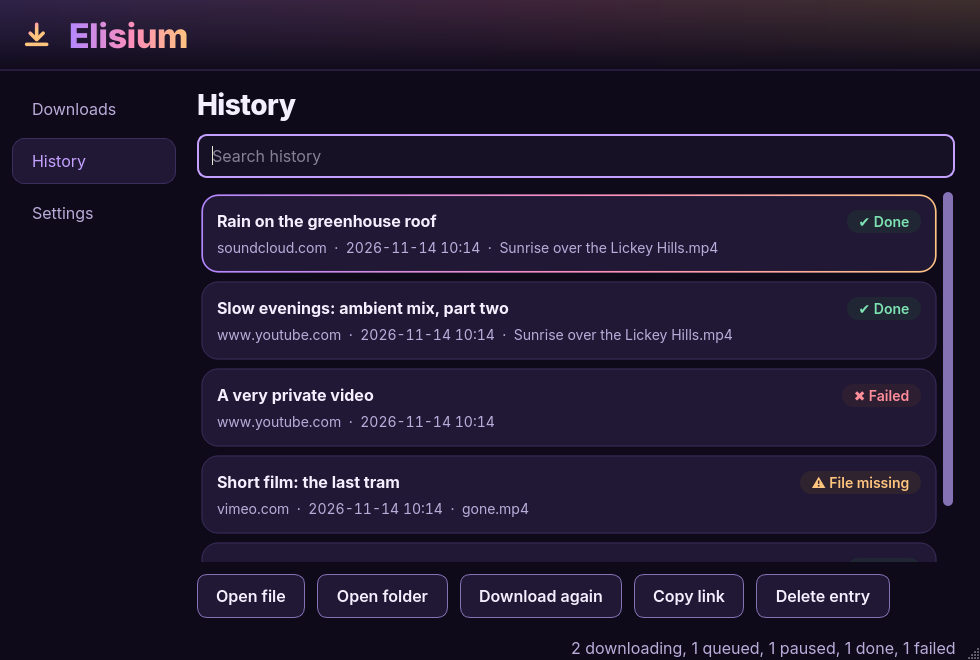 Elisium
Downloads
History
Settings
History
Search history
Rain on the greenhouse roof
✔ Done
soundcloud.com · 2026-11-14 10:14 · Sunrise over the Lickey Hills.mp4
Slow evenings: ambient mix, part two
✔ Done
www.youtube.com · 2026-11-14 10:14 · Sunrise over the Lickey Hills.mp4
A very private video
✖ Failed
www.youtube.com · 2026-11-14 10:14
Short film: the last tram
⚠ File missing
vimeo.com · 2026-11-14 10:14 · gone.mp4
Open file
Open folder
Download again
Copy link
Delete entry
2 downloading, 1 queued, 1 paused, 1 done, 1 failed